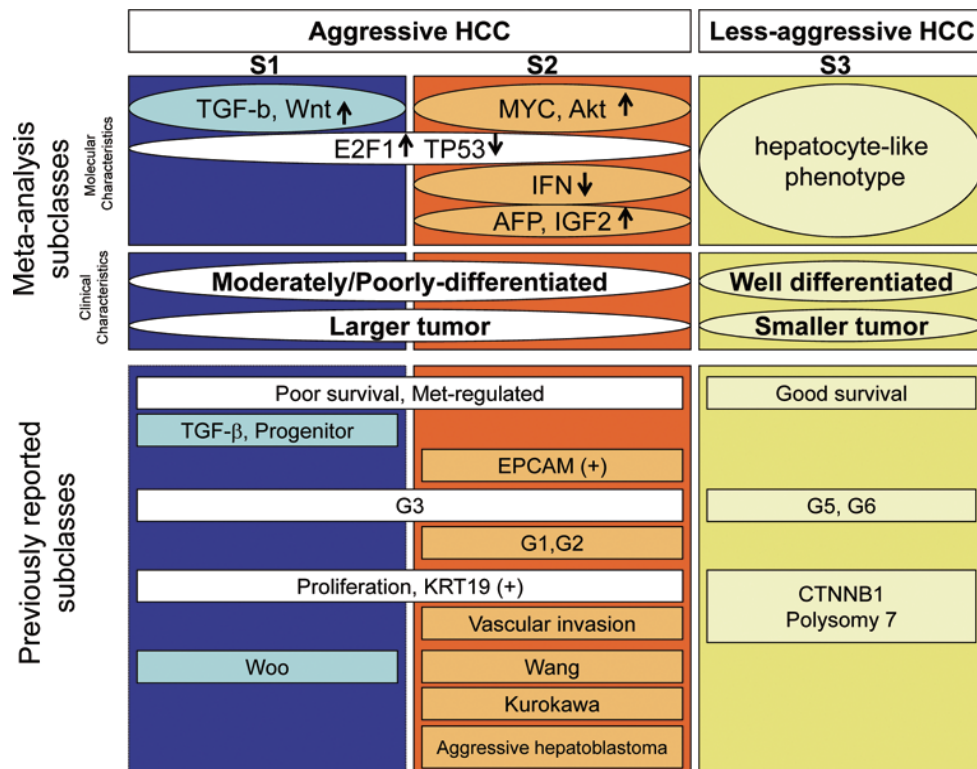 Aggressive HCC
Less-aggressive HCC
S1
S2
S3
Meta-analysis
subclasses
Molecular
Characteristics
TGF-b, Wnt ↑
MYC, Akt ↑
E2F1 ↑ TP53 ↓
IFN ↓
AFP, IGF2 ↑
hepatocyte-like
phenotype
Clinical
Characteristics
Moderately/Poorly-differentiated
Well differentiated
Larger tumor
Smaller tumor
Previously reported
subclasses
Poor survival, Met-regulated
Good survival
TGF-β, Progenitor
EPCAM (+)
G3
G5, G6
G1,G2
Proliferation, KRT19 (+)
CTNNB1
Polysomy 7
Vascular invasion
Woo
Wang
Kurokawa
Aggressive hepatoblastoma